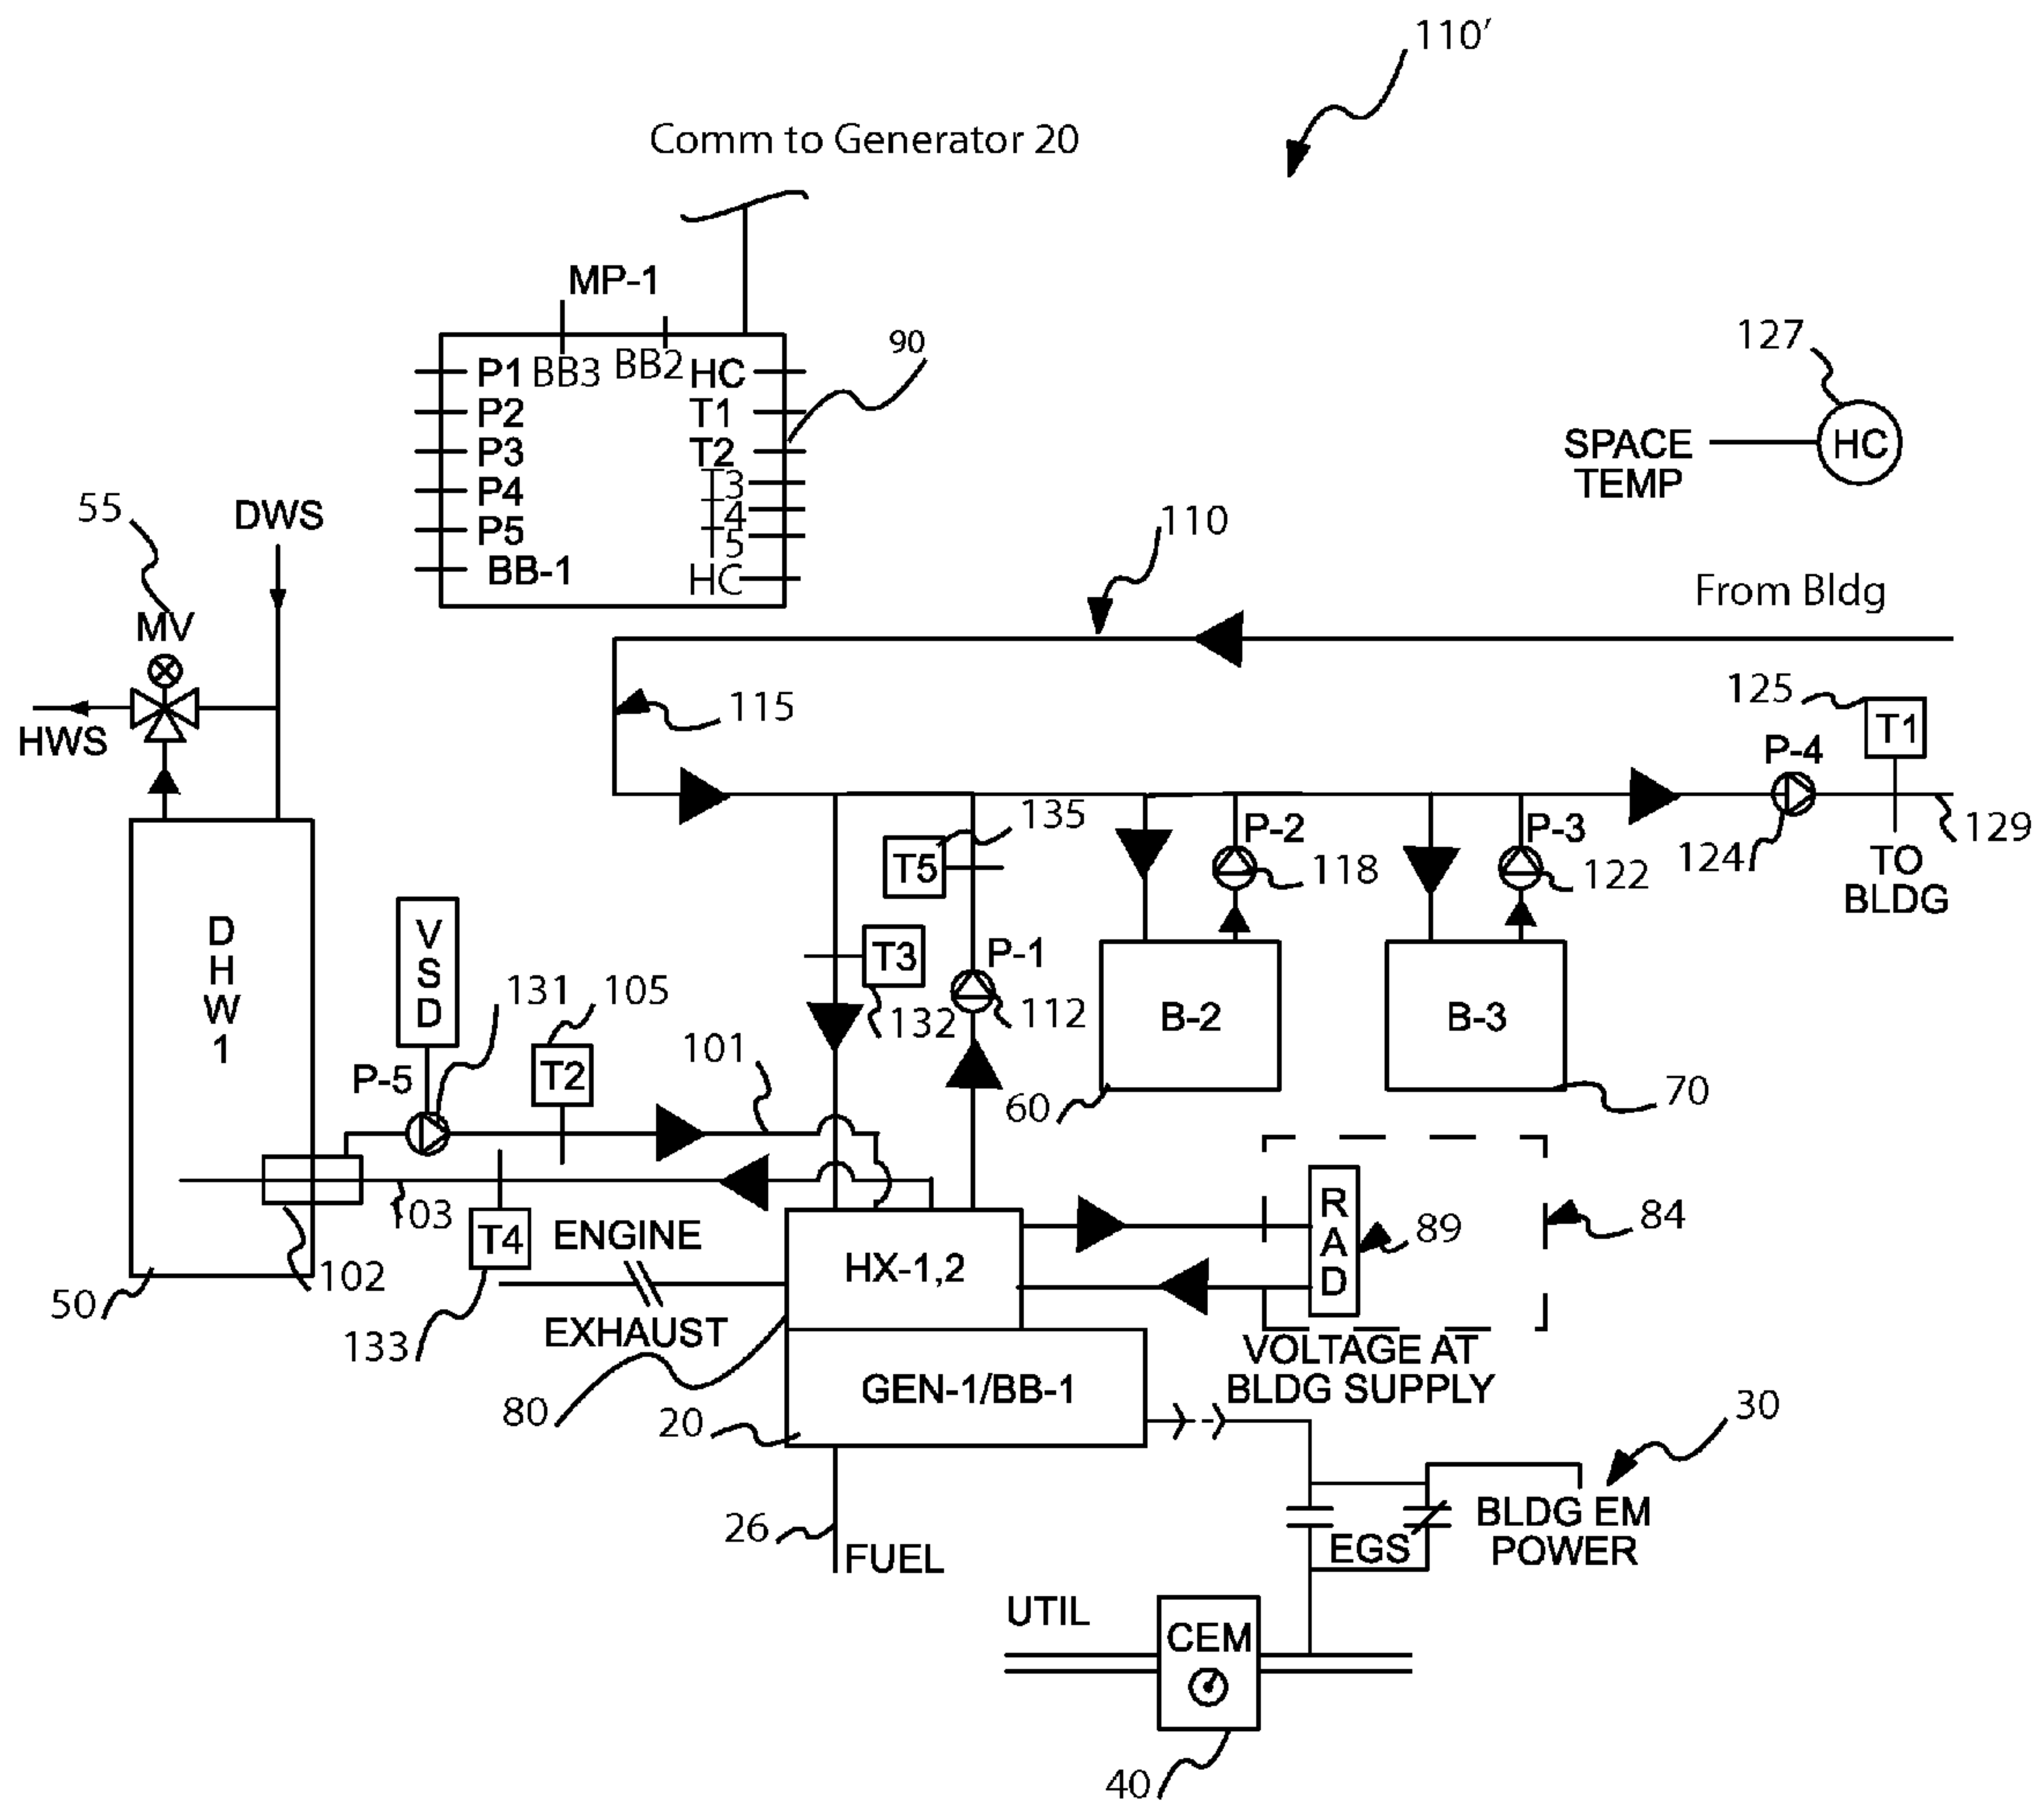 110′
Comm to Generator 20
MP-1
90
127
P1 BB3 BB2 HC
P2 T1
P3 T2
T3
P4
T4
P5
T5
BB-1
HC
SPACE
TEMP
HC
55
DWS
110
From Bldg
MV
HWS
115
125
T1
P-4
135
P-2
P-3
129
124
T5
118
122
TO
BLDG
D
H
W
1
V
S
D
T3
P-1
131
105
132
112
B-2
B-3
P-5
T2
101
60
70
103
T4
ENGINE
R
A
D
89
84
HX-1,2
102
50
133
EXHAUST
VOLTAGE AT
BLDG SUPPLY
80
20
GEN-1/BB-1
30
26
FUEL
EGS
BLDG EM
POWER
UTIL
CEM
40